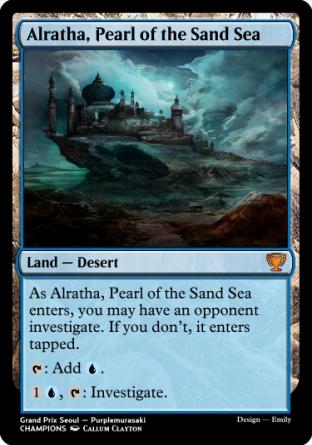 Alratha, Pearl of the Sand Sea
Land — Desert
As Alratha, Pearl of the Sand Sea
enters, you may have an opponent
investigate. If you don't, it enters
tapped.
: Add .
1 , : Investigate.
Grand Prix Seoul — Purplemurasaki
Design — Emily
CHAMPIONS Callum Clayton